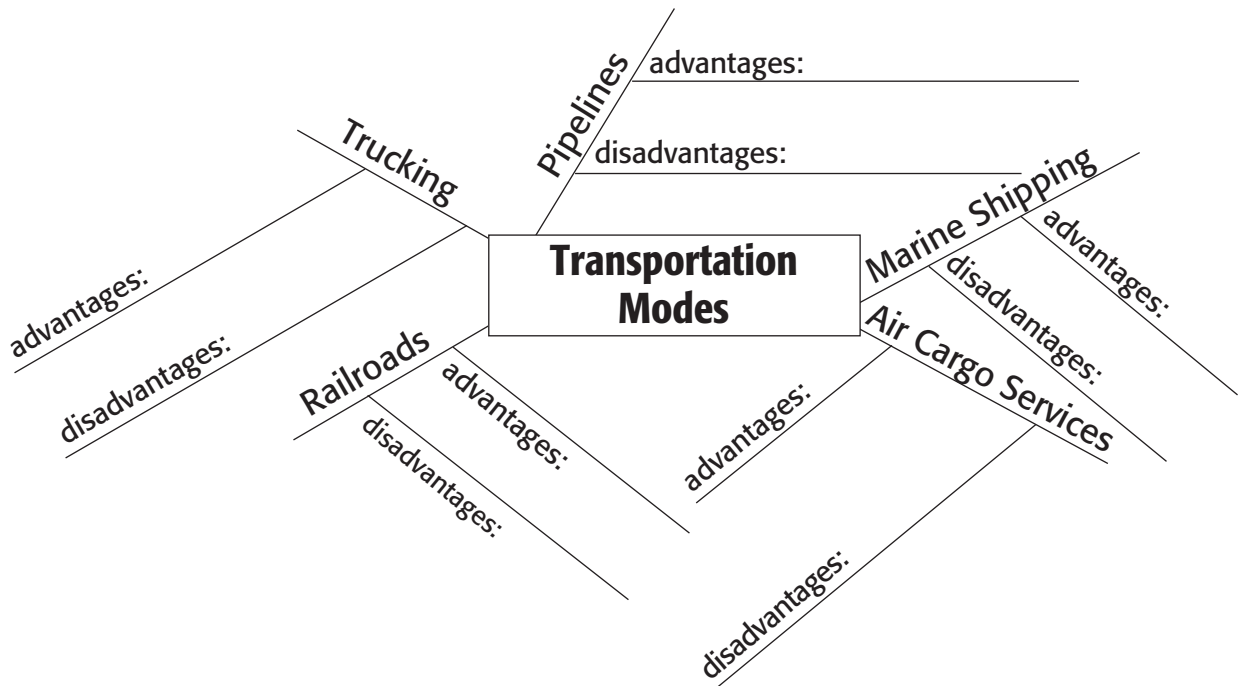 Transportation
Modes
Pipelines
advantages:
disadvantages:
Trucking
advantages:
disadvantages:
Marine Shipping
advantages:
disadvantages:
Air Cargo Services
advantages:
disadvantages:
Railroads
advantages:
disadvantages: